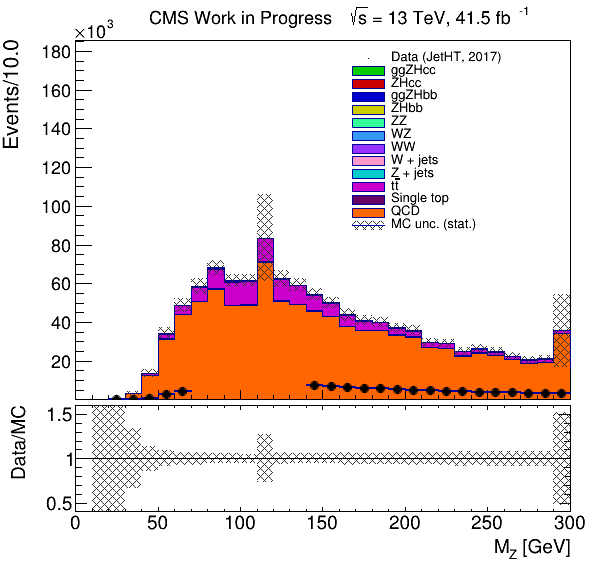 CMS Work in Progress √s = 13 TeV, 41.5 fb⁻¹
×10³
Events/10.0
180
160
140
120
100
80
60
40
20
Data (JetHT, 2017)
ggZHcc
ZHcc
ggZHbb
ZHbb
ZZ
WZ
WW
W + jets
Z + jets
tt̅
Single top
QCD
MC unc. (stat.)
Data/MC
1.5
1
0.5
0 50 100 150 200 250 300
M_Z [GeV]